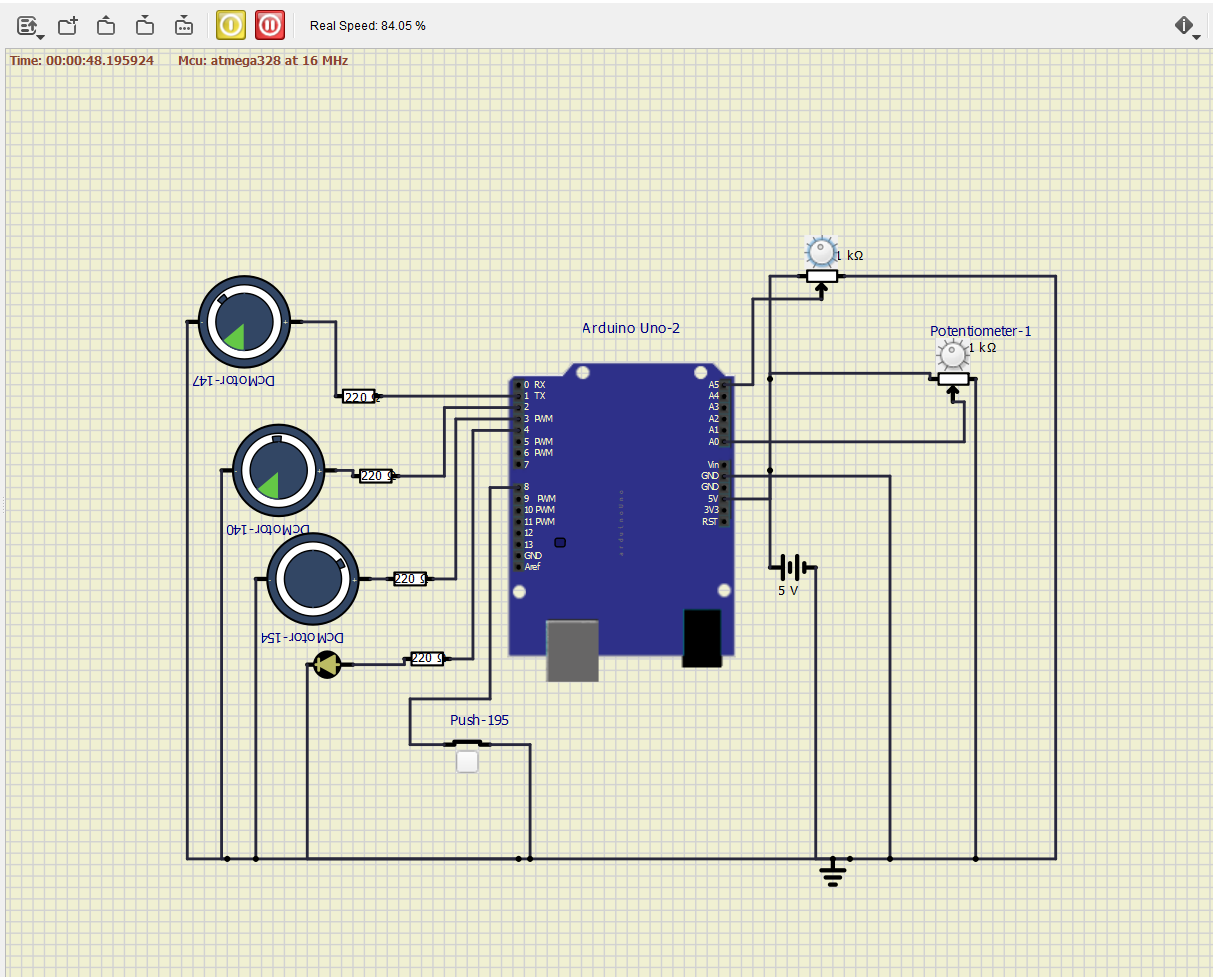 Real Speed: 84.05 %
Time: 00:00:48.195924 Mcu: atmega328 at 16 MHz
1 kΩ
Arduino Uno-2
Potentiometer-1
1 kΩ
DcMotor-147
220 Ω
0 RX
1 TX
2
3 PWM
4
5 PWM
6 PWM
7
8
9 PWM
10 PWM
11 PWM
12
13
GND
Aref
A5
A4
A3
A2
A1
A0
Vin
GND
GND
5V
3V3
RST
arduinoUno
220 Ω
DcMotor-140
220 Ω
5 V
DcMotor-154
220 Ω
Push-195